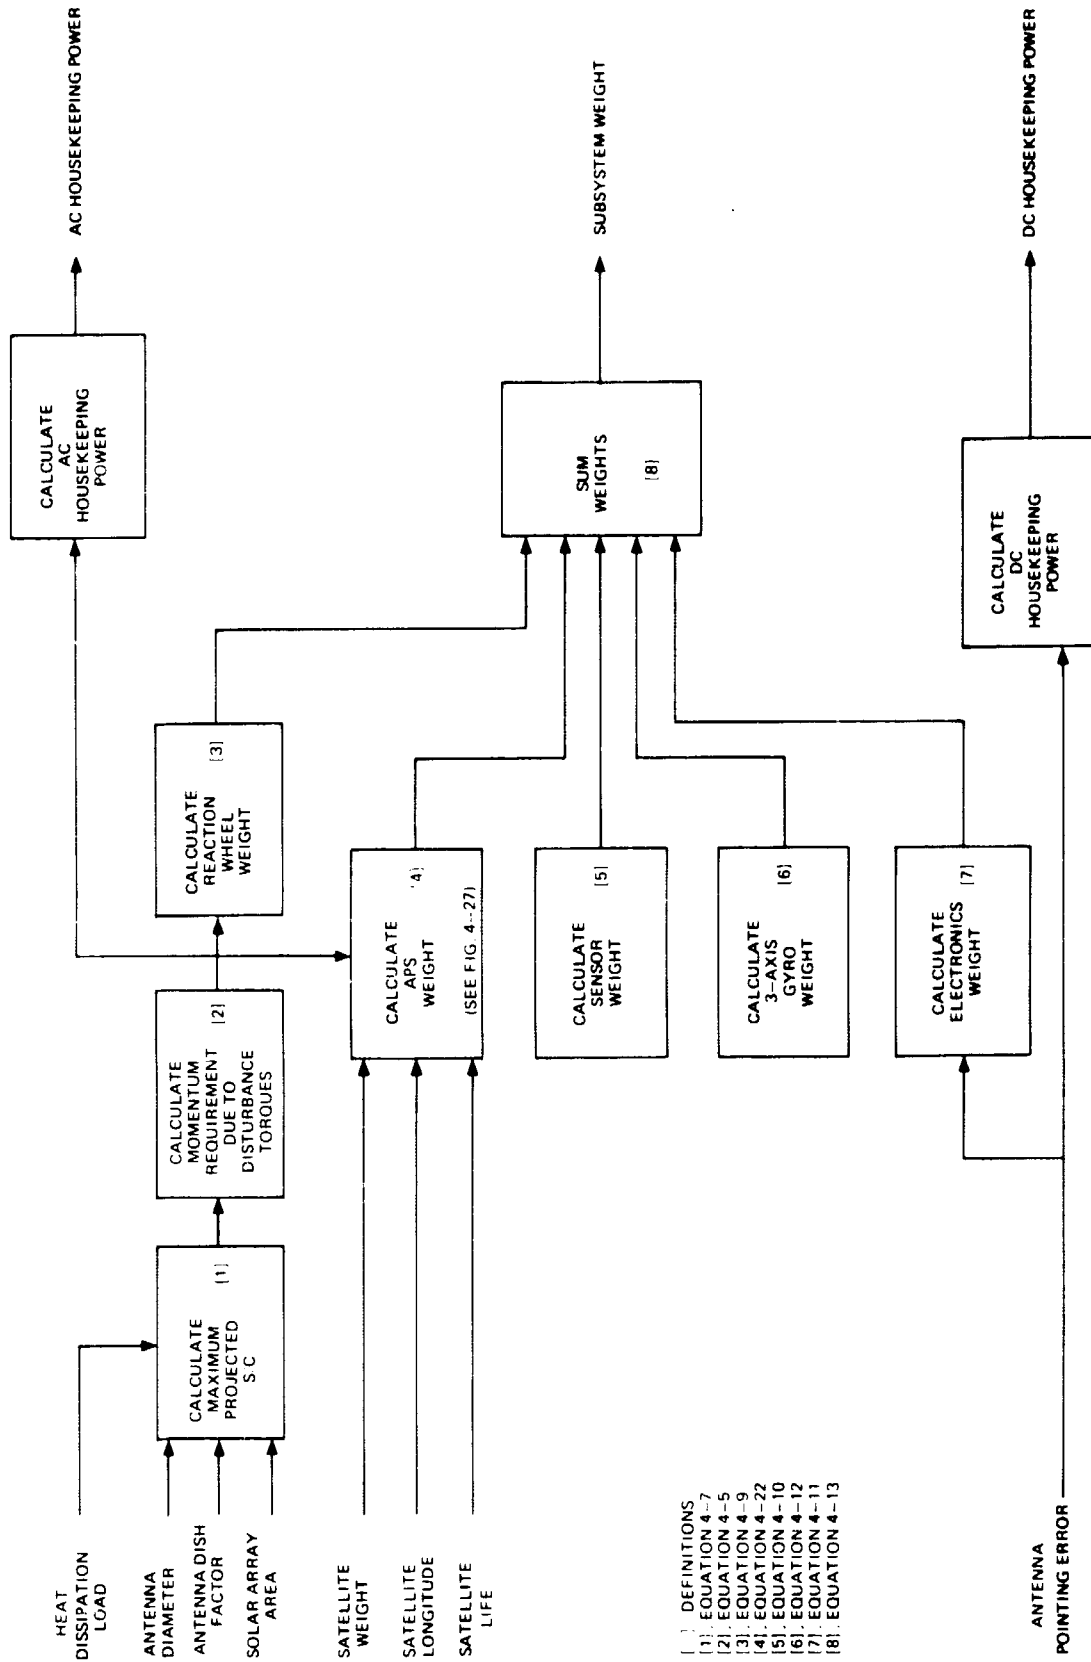 HEAT
DISSIPATION
LOAD
ANTENNA
DIAMETER
ANTENNA DISH
FACTOR
SOLAR ARRAY
AREA
CALCULATE
MAXIMUM
PROJECTED
S/C
[1]
CALCULATE
MOMENTUM
REQUIREMENT
DUE TO
DISTURBANCE
TORQUES
[2]
CALCULATE
REACTION
WHEEL
WEIGHT
[3]
CALCULATE
AC
HOUSEKEEPING
POWER
AC HOUSEKEEPING POWER
SATELLITE
WEIGHT
SATELLITE
LONGITUDE
SATELLITE
LIFE
CALCULATE
APS
WEIGHT
[4]
(SEE FIG. 4-27)
CALCULATE
SENSOR
WEIGHT
[5]
CALCULATE
3-AXIS
GYRO
WEIGHT
[6]
CALCULATE
ELECTRONICS
WEIGHT
[7]
SUM
WEIGHTS
[8]
SUBSYSTEM WEIGHT
[ ] DEFINITIONS
[1]. EQUATION 4-7
[2]. EQUATION 4-5
[3]. EQUATION 4-9
[4]. EQUATION 4-22
[5]. EQUATION 4-10
[6]. EQUATION 4-12
[7]. EQUATION 4-11
[8]. EQUATION 4-13
ANTENNA
POINTING ERROR
CALCULATE
DC
HOUSEKEEPING
POWER
DC HOUSEKEEPING POWER